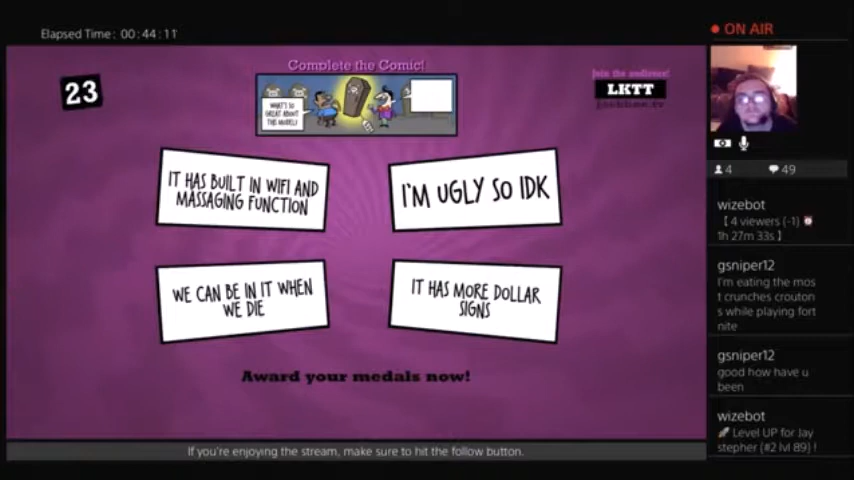 Elapsed Time: 00:44:11
ON AIR
Complete the Comic!
23
WHAT'S SO
GREAT ABOUT
THIS MODEL?
Join the audience!
LKTT
jackbox.tv
IT HAS BUILT IN WIFI AND
MASSAGING FUNCTION
I'M UGLY SO IDK
WE CAN BE IN IT WHEN
WE DIE
IT HAS MORE DOLLAR
SIGNS
Award your medals now!
If you're enjoying the stream, make sure to hit the follow button.
4
49
wizebot
【 4 viewers (-1) ⏰
1h 27m 33s 】
gsniper12
I'm eating the mos
t crunches crouton
s while playing fort
nite
gsniper12
good how have u
been
wizebot
🚀 Level UP for Jay
stepher (#2 lvl 89) !